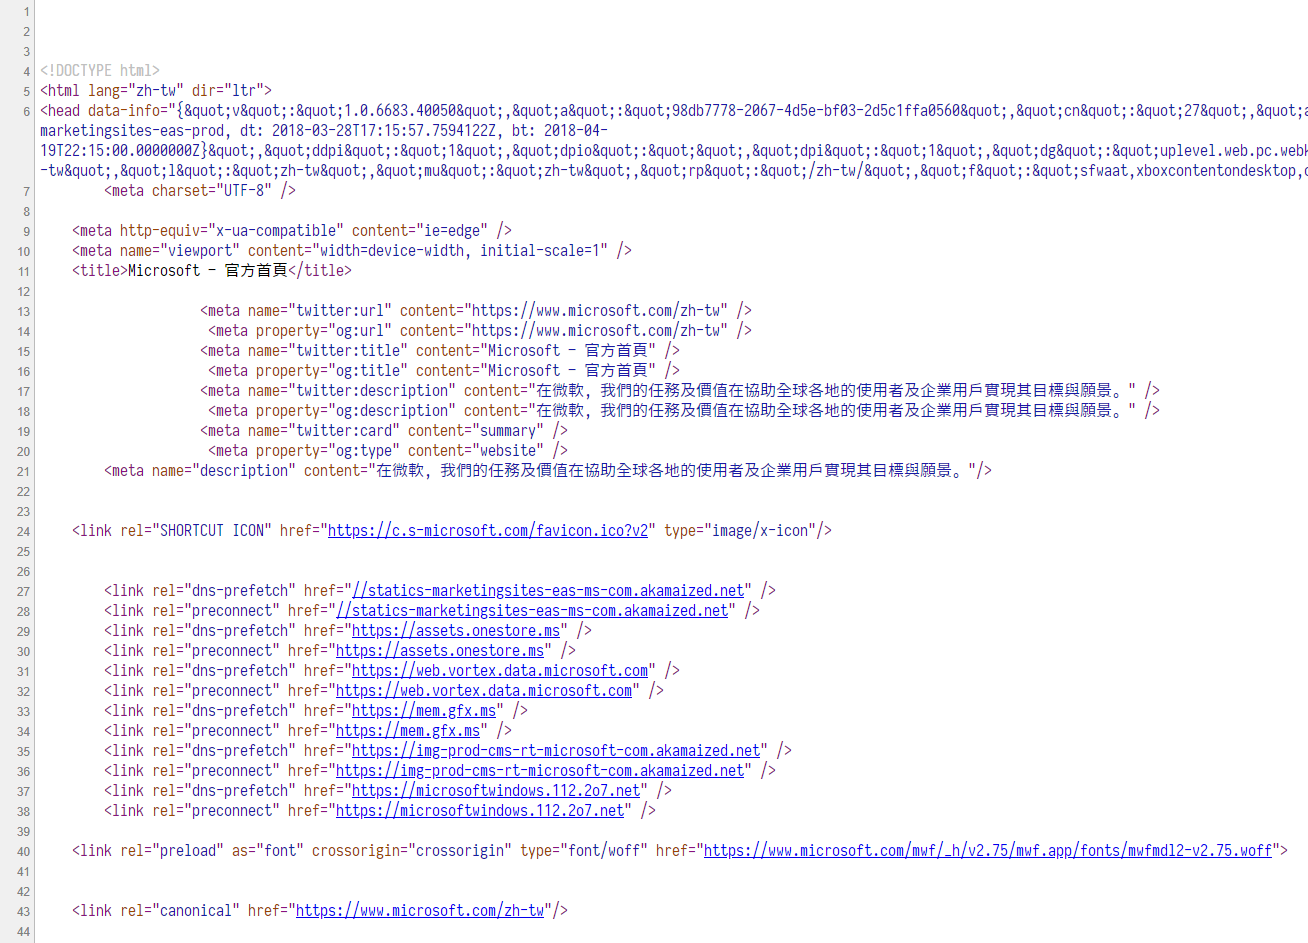 1
2
3
4 <!DOCTYPE html>
5 <html lang="zh-tw" dir="ltr">
6 <head data-info="{&quot;v&quot;:&quot;1.0.6683.40050&quot;,&quot;a&quot;:&quot;98db7778-2067-4d5e-bf03-2d5c1ffa0560&quot;,&quot;cn&quot;:&quot;27&quot;,&quot;a
marketingsites-eas-prod, dt: 2018-03-28T17:15:57.7594122Z, bt: 2018-04-
19T22:15:00.0000000Z}&quot;,&quot;ddpi&quot;:&quot;1&quot;,&quot;dpio&quot;:&quot;&quot;,&quot;dpi&quot;:&quot;1&quot;,&quot;dg&quot;:&quot;uplevel.web.pc.webk
-tw&quot;,&quot;l&quot;:&quot;zh-tw&quot;,&quot;mu&quot;:&quot;zh-tw&quot;,&quot;rp&quot;:&quot;/zh-tw/&quot;,&quot;f&quot;:&quot;sfwaat,xboxcontentondesktop,c
7 <meta charset="UTF-8" />
8
9 <meta http-equiv="x-ua-compatible" content="ie=edge" />
10 <meta name="viewport" content="width=device-width, initial-scale=1" />
11 <title>Microsoft - 官方首頁</title>
12
13 <meta name="twitter:url" content="https://www.microsoft.com/zh-tw" />
14 <meta property="og:url" content="https://www.microsoft.com/zh-tw" />
15 <meta name="twitter:title" content="Microsoft - 官方首頁" />
16 <meta property="og:title" content="Microsoft - 官方首頁" />
17 <meta name="twitter:description" content="在微軟，我們的任務及價值在協助全球各地的使用者及企業用戶實現其目標與願景。" />
18 <meta property="og:description" content="在微軟，我們的任務及價值在協助全球各地的使用者及企業用戶實現其目標與願景。" />
19 <meta name="twitter:card" content="summary" />
20 <meta property="og:type" content="website" />
21 <meta name="description" content="在微軟，我們的任務及價值在協助全球各地的使用者及企業用戶實現其目標與願景。"/>
22
23
24 <link rel="SHORTCUT ICON" href="https://c.s-microsoft.com/favicon.ico?v2" type="image/x-icon"/>
25
26
27 <link rel="dns-prefetch" href="//statics-marketingsites-eas-ms-com.akamaized.net" />
28 <link rel="preconnect" href="//statics-marketingsites-eas-ms-com.akamaized.net" />
29 <link rel="dns-prefetch" href="https://assets.onestore.ms" />
30 <link rel="preconnect" href="https://assets.onestore.ms" />
31 <link rel="dns-prefetch" href="https://web.vortex.data.microsoft.com" />
32 <link rel="preconnect" href="https://web.vortex.data.microsoft.com" />
33 <link rel="dns-prefetch" href="https://mem.gfx.ms" />
34 <link rel="preconnect" href="https://mem.gfx.ms" />
35 <link rel="dns-prefetch" href="https://img-prod-cms-rt-microsoft-com.akamaized.net" />
36 <link rel="preconnect" href="https://img-prod-cms-rt-microsoft-com.akamaized.net" />
37 <link rel="dns-prefetch" href="https://microsoftwindows.112.2o7.net" />
38 <link rel="preconnect" href="https://microsoftwindows.112.2o7.net" />
39
40 <link rel="preload" as="font" crossorigin="crossorigin" type="font/woff" href="https://www.microsoft.com/mwf/_h/v2.75/mwf.app/fonts/mwfmdl2-v2.75.woff">
41
42
43 <link rel="canonical" href="https://www.microsoft.com/zh-tw"/>
44